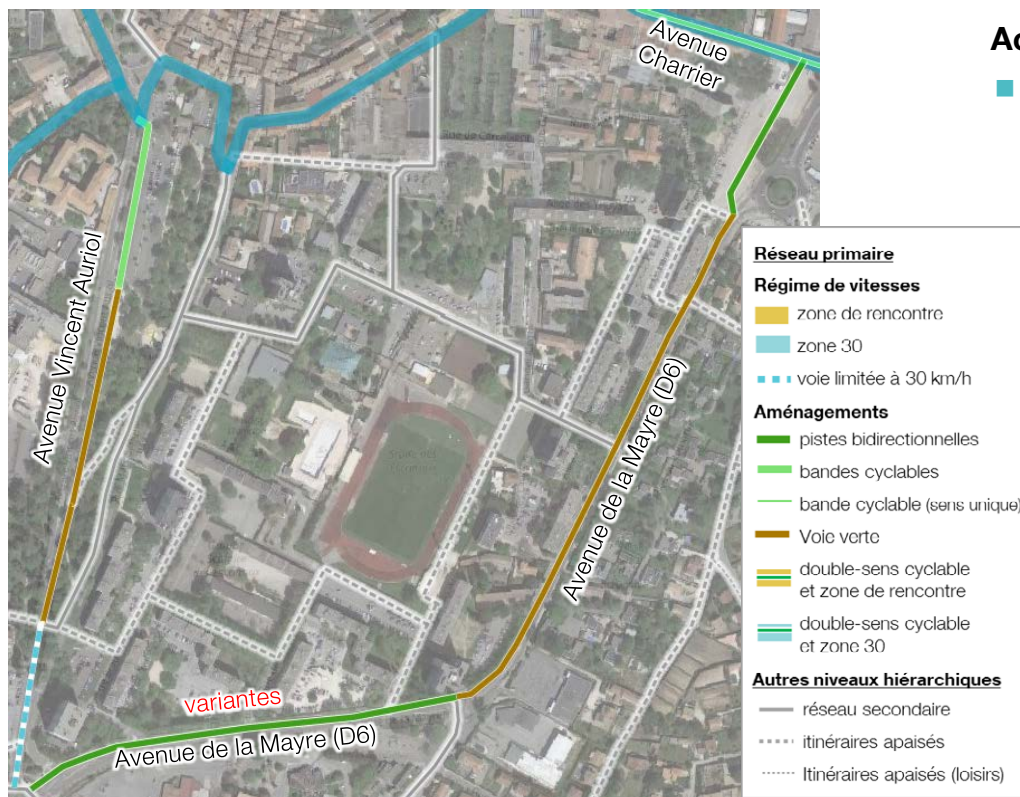 Avenue
Charrier
Avenue Vincent Auriol
Avenue de la Mayre (D6)
variantes
Avenue de la Mayre (D6)
Réseau primaire
Régime de vitesses
zone de rencontre
zone 30
voie limitée à 30 km/h
Aménagements
pistes bidirectionnelles
bandes cyclables
bande cyclable (sens unique)
Voie verte
double-sens cyclable
et zone de rencontre
double-sens cyclable
et zone 30
Autres niveaux hiérarchiques
réseau secondaire
itinéraires apaisés
Itinéraires apaisés (loisirs)